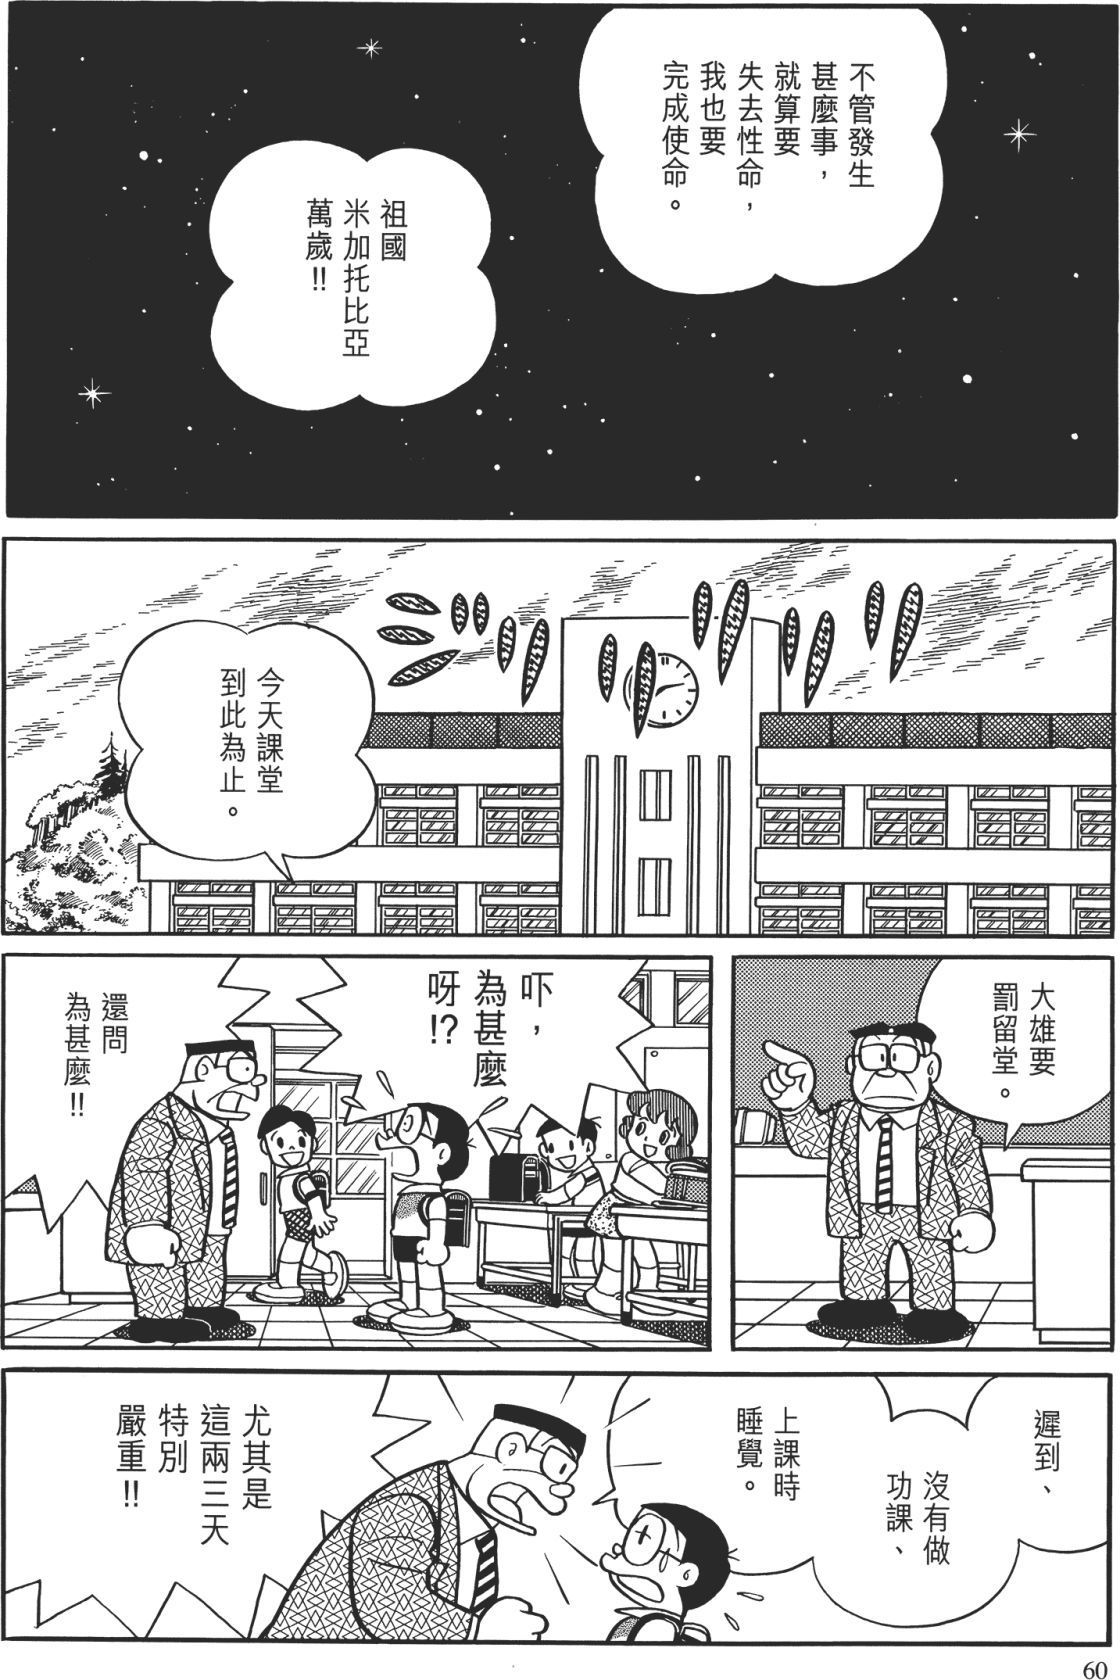 不管發生
甚麼事，
就算要
失去性命，
我也要
完成使命。
祖國
米加托比亞
萬歲!!
今天課堂
到此為止。
大雄要
罰留堂。
吓，
為甚麼
呀!?
還問
為甚麼!!
遲到、
沒有做
功課、
上課時
睡覺。
尤其是
這兩三天
特別
嚴重!!
60